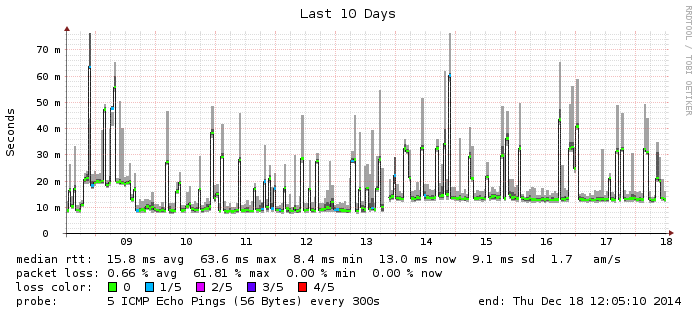 Last 10 Days
RRDTOOL / TOBI OETIKER
Seconds
70 m
60 m
50 m
40 m
30 m
20 m
10 m
0
09 10 11 12 13 14 15 16 17 18
median rtt: 15.8 ms avg 63.6 ms max 8.4 ms min 13.0 ms now 9.1 ms sd 1.7 am/s
packet loss: 0.66 % avg 61.81 % max 0.00 % min 0.00 % now
loss color: 0 1/5 2/5 3/5 4/5
probe: 5 ICMP Echo Pings (56 Bytes) every 300s end: Thu Dec 18 12:05:10 2014